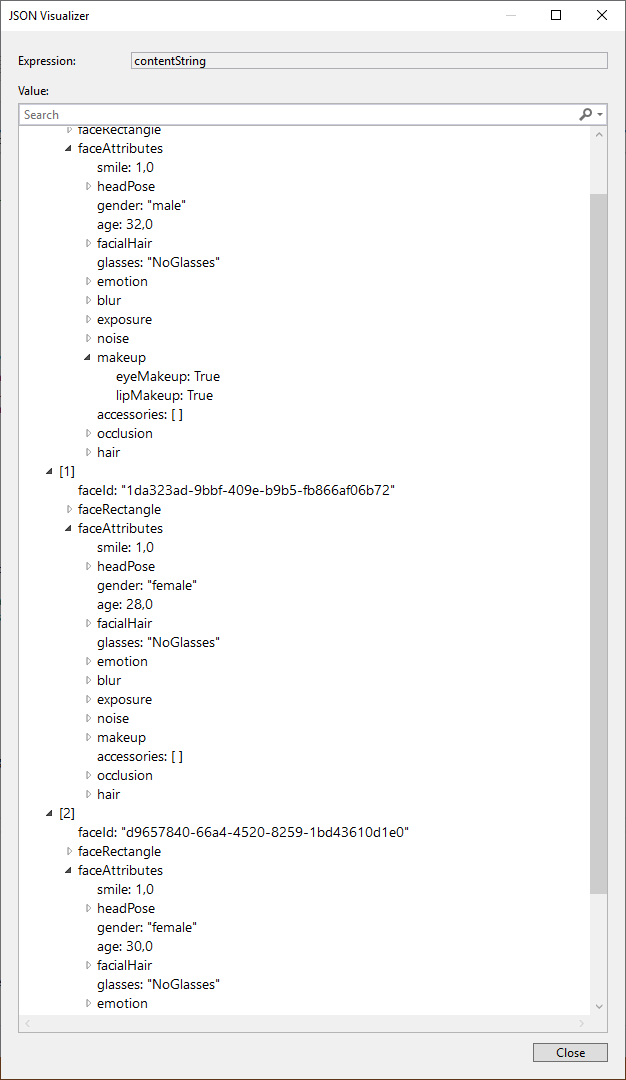 JSON Visualizer
Expression: contentString
Value:
Search
faceRectangle
faceAttributes
smile: 1,0
headPose
gender: "male"
age: 32,0
facialHair
glasses: "NoGlasses"
emotion
blur
exposure
noise
makeup
eyeMakeup: True
lipMakeup: True
accessories: [ ]
occlusion
hair
[1]
faceId: "1da323ad-9bbf-409e-b9b5-fb866af06b72"
faceRectangle
faceAttributes
smile: 1,0
headPose
gender: "female"
age: 28,0
facialHair
glasses: "NoGlasses"
emotion
blur
exposure
noise
makeup
accessories: [ ]
occlusion
hair
[2]
faceId: "d9657840-66a4-4520-8259-1bd43610d1e0"
faceRectangle
faceAttributes
smile: 1,0
headPose
gender: "female"
age: 30,0
facialHair
glasses: "NoGlasses"
emotion
Close